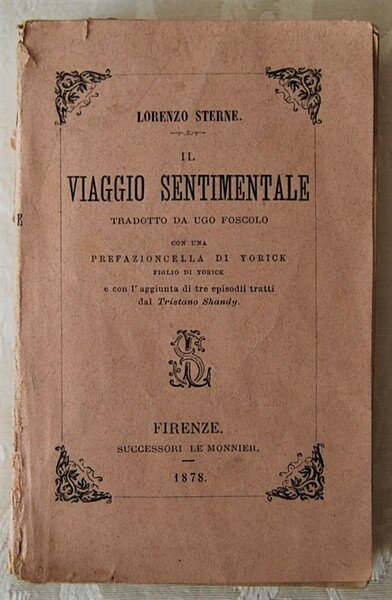 LORENZO STERNE.
IL
VIAGGIO SENTIMENTALE
TRADOTTO DA UGO FOSCOLO
CON UNA
PREFAZIONCELLA DI YORICK
FIGLIO DI YORICK
e con l'aggiunta di tre episodii tratti
dal Tristano Shandy.
FIRENZE.
SUCCESSORI LE MONNIER.
1878.